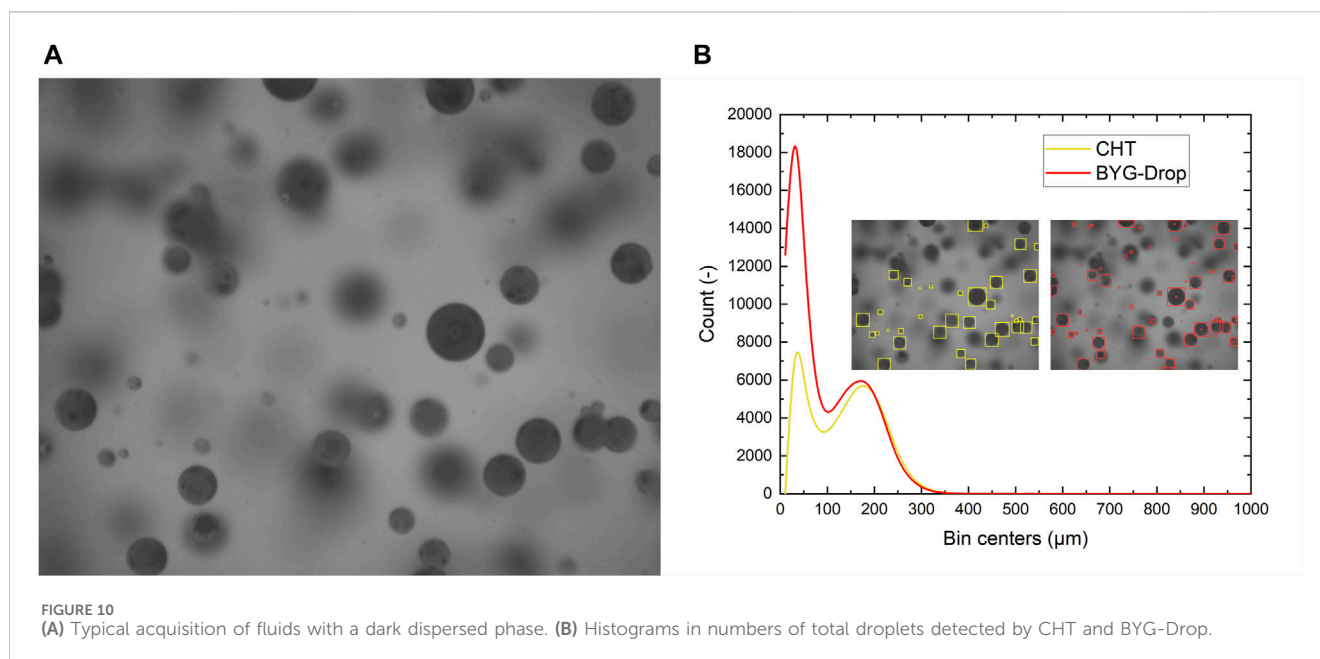 A
B
20000
18000
16000
14000
12000
10000
8000
6000
4000
2000
0
Count (-)
CHT
BYG-Drop
0 100 200 300 400 500 600 700 800 900 1000
Bin centers (µm)
FIGURE 10
(A) Typical acquisition of fluids with a dark dispersed phase. (B) Histograms in numbers of total droplets detected by CHT and BYG-Drop.